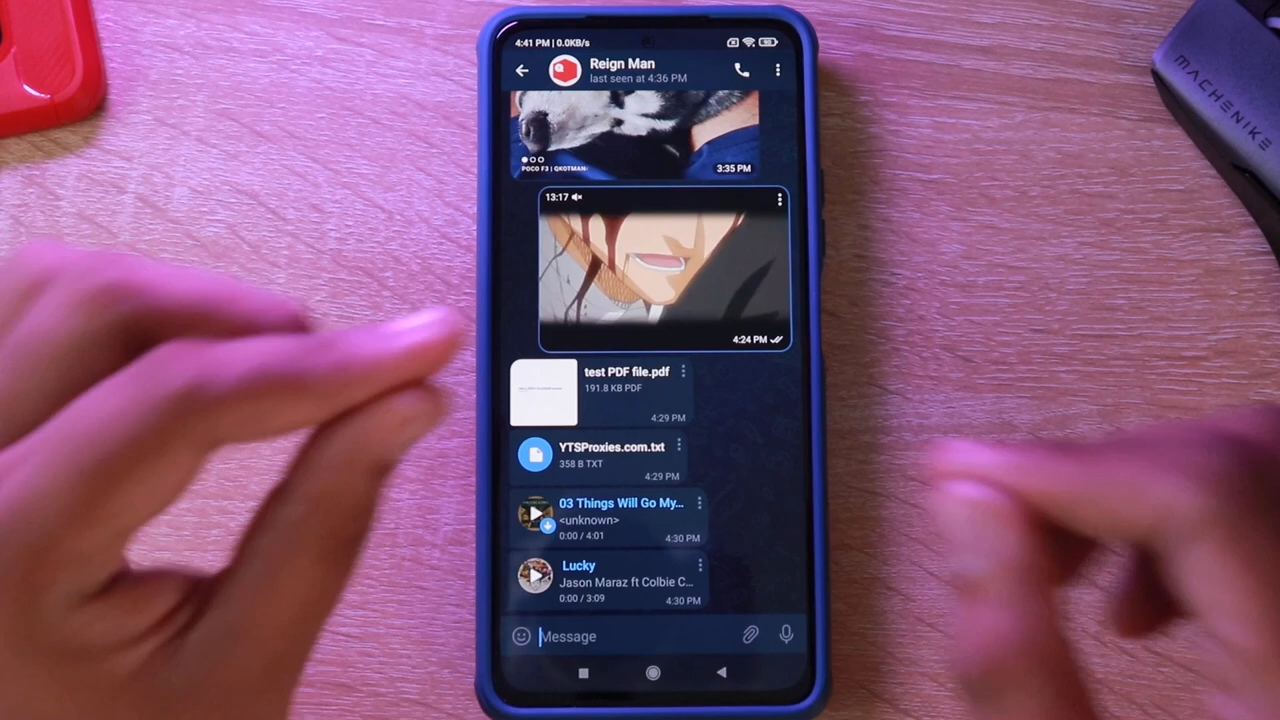 4:41 PM | 0.0KB/s
Reign Man
last seen at 4:36 PM
POCO F3 | QKOTMAN-
3:35 PM
13:17
4:24 PM
test PDF file.pdf
191.8 KB PDF
4:29 PM
YTSProxies.com.txt
358 B TXT
4:29 PM
03 Things Will Go My...
<unknown>
0:00 / 4:01
4:30 PM
Lucky
Jason Maraz ft Colbie C...
0:00 / 3:09
4:30 PM
Message
MACHENIKE